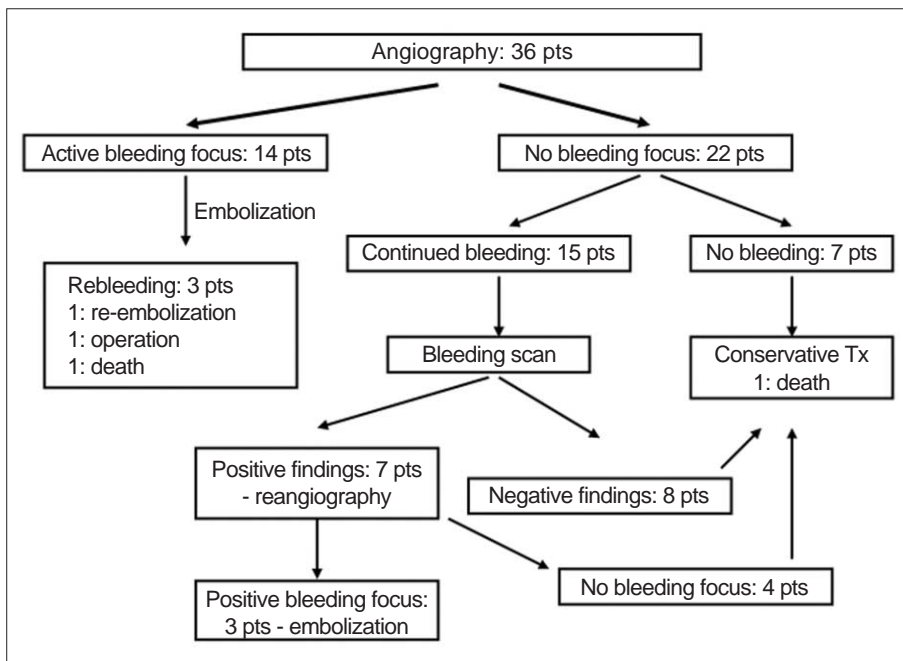 Angiography: 36 pts
Active bleeding focus: 14 pts
No bleeding focus: 22 pts
Embolization
Continued bleeding: 15 pts
No bleeding: 7 pts
Rebleeding: 3 pts
1: re-embolization
1: operation
1: death
Bleeding scan
Conservative Tx
1: death
Positive findings: 7 pts
- reangiography
Negative findings: 8 pts
Positive bleeding focus:
3 pts - embolization
No bleeding focus: 4 pts